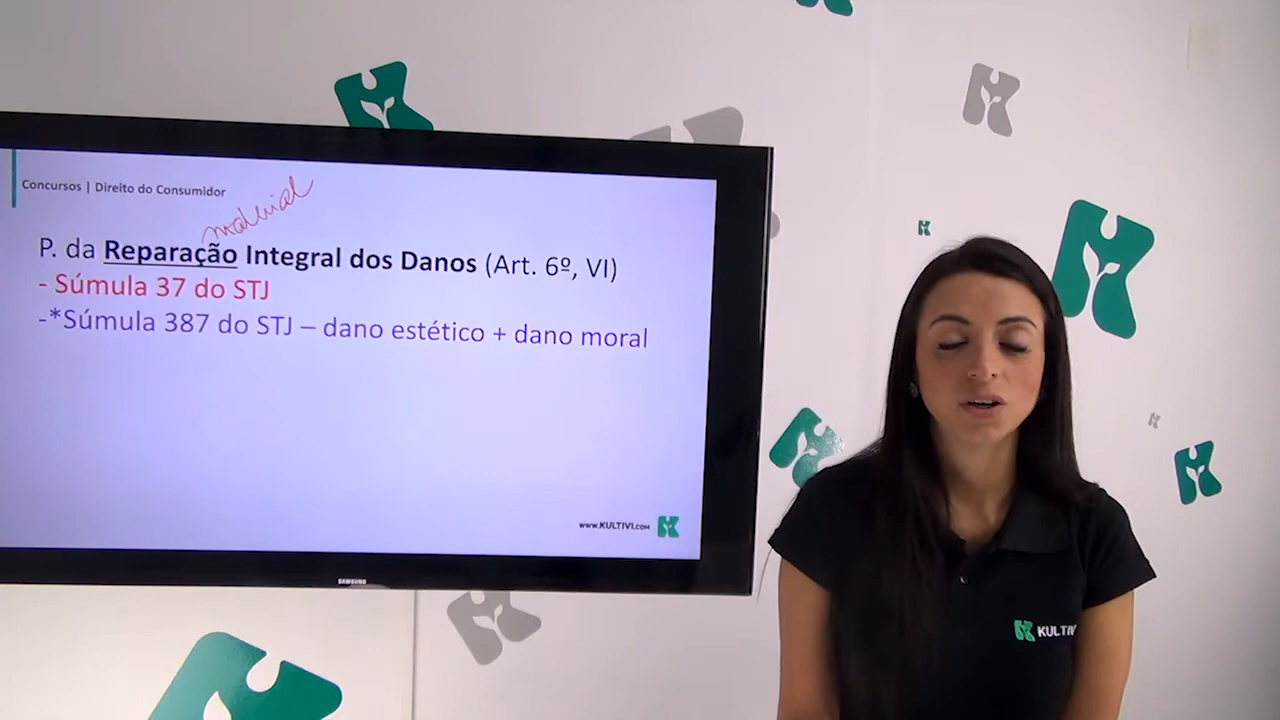 Concursos | Direito do Consumidor
material
P. da Reparação Integral dos Danos (Art. 6º, VI)
- Súmula 37 do STJ
-*Súmula 387 do STJ – dano estético + dano moral
www.KULTIVI.COM
SAMSUNG
KULTIVI